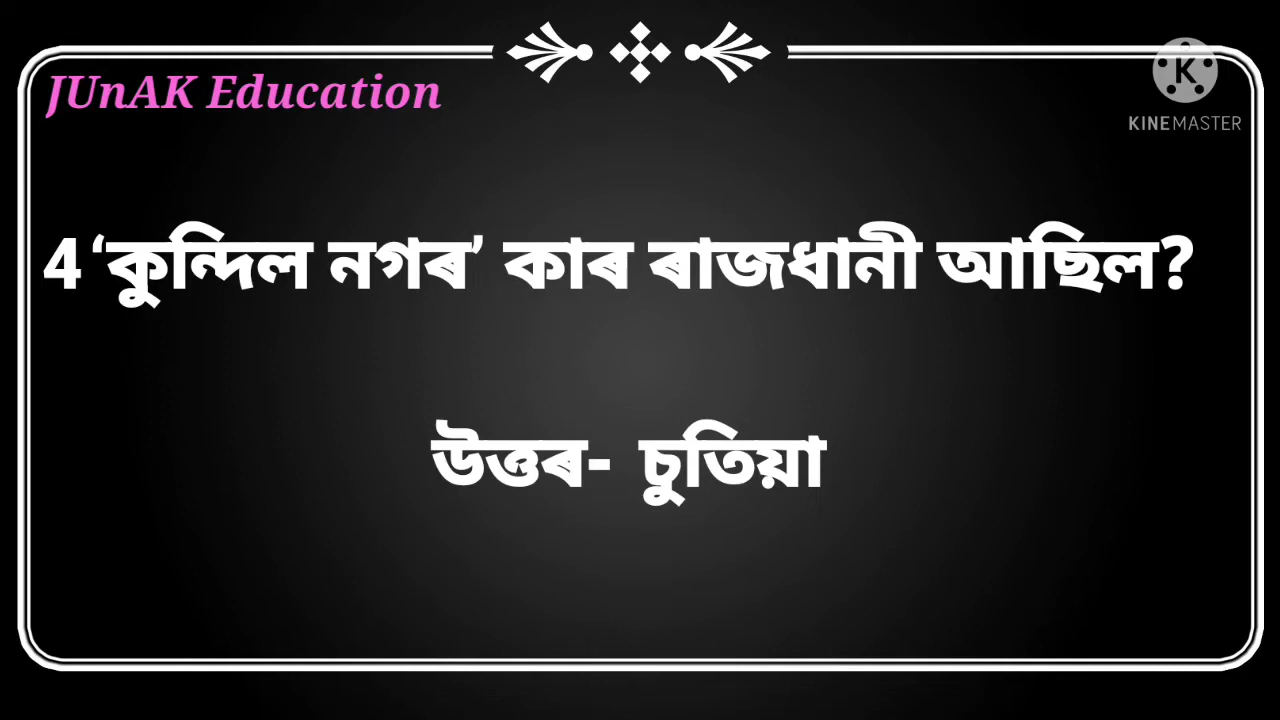 JUnAK Education
KINEMASTER
4 ‘কুন্দিল নগৰ’ কাৰ ৰাজধানী আছিল?
উত্তৰ- চুতিয়া